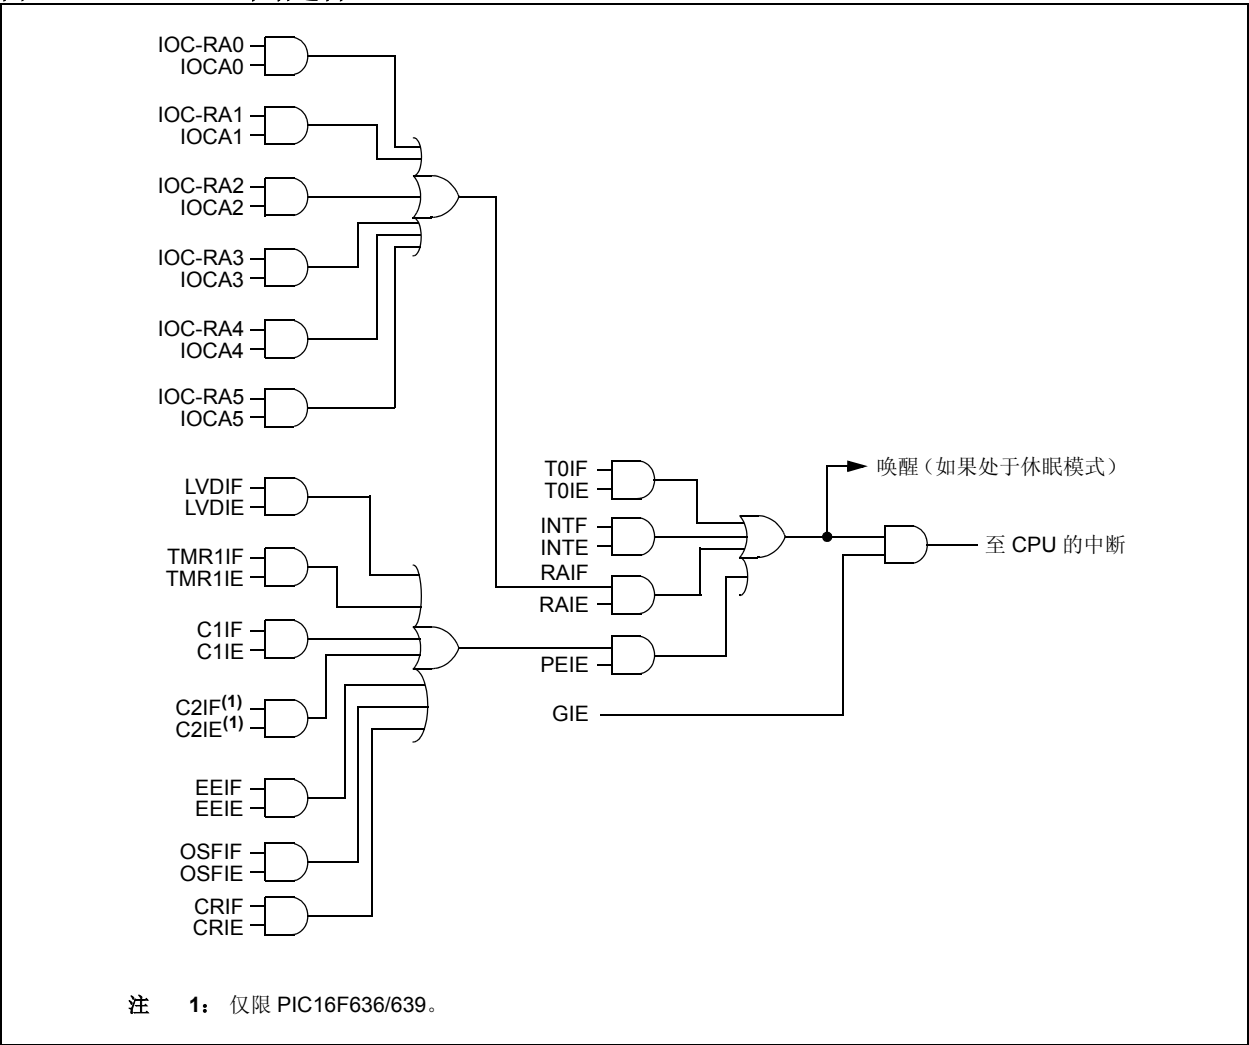 IOC-RA0
IOCA0
IOC-RA1
IOCA1
IOC-RA2
IOCA2
IOC-RA3
IOCA3
IOC-RA4
IOCA4
IOC-RA5
IOCA5
LVDIF
LVDIE
TMR1IF
TMR1IE
C1IF
C1IE
C2IF(1)
C2IE(1)
EEIF
EEIE
OSFIF
OSFIE
CRIF
CRIE
T0IF
T0IE
INTF
INTE
RAIF
RAIE
PEIE
GIE
唤醒（如果处于休眠模式）
至 CPU 的中断
注 1： 仅限 PIC16F636/639。